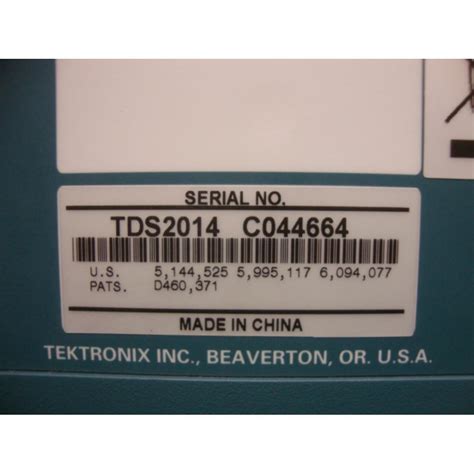 SERIAL NO.
TDS2014 C044664
U.S. 5,144,525 5,995,117 6,094,077
PATS. D460,371
MADE IN CHINA
TEKTRONIX INC., BEAVERTON, OR. U.S.A.